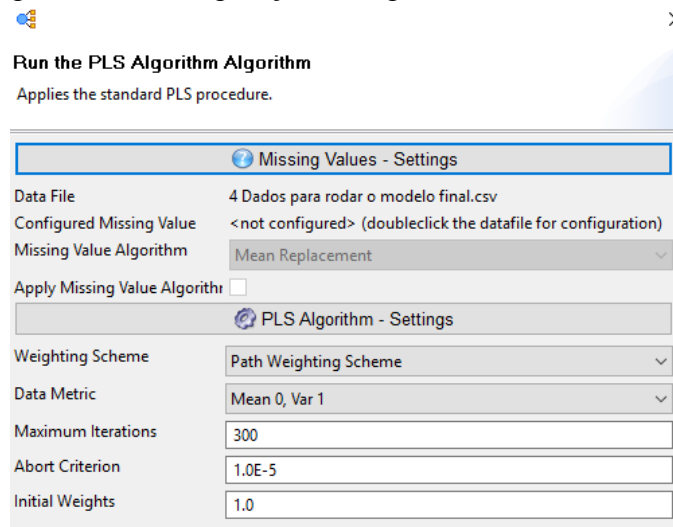 Run the PLS Algorithm Algorithm
Applies the standard PLS procedure.
Missing Values - Settings
Data File 4 Dados para rodar o modelo final.csv
Configured Missing Value <not configured> (doubleclick the datafile for configuration)
Missing Value Algorithm Mean Replacement
Apply Missing Value Algorithr
PLS Algorithm - Settings
Weighting Scheme Path Weighting Scheme
Data Metric Mean 0, Var 1
Maximum Iterations 300
Abort Criterion 1.0E-5
Initial Weights 1.0